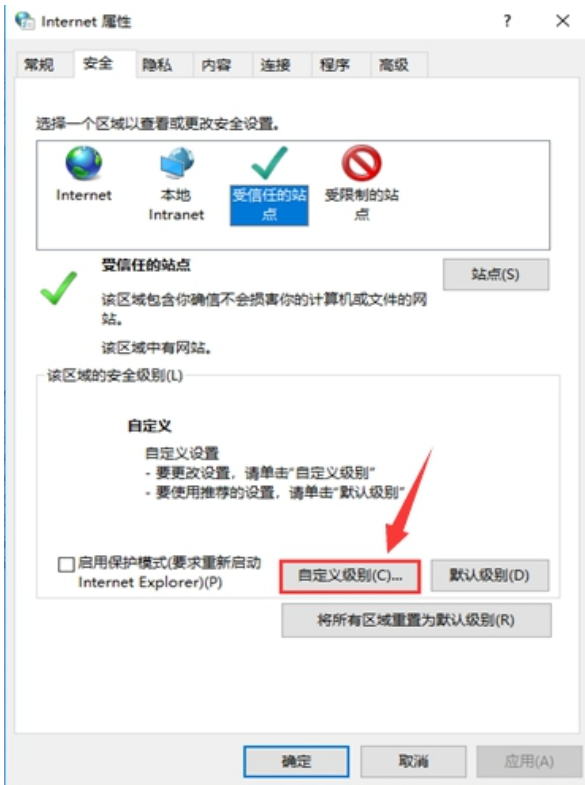 Internet 属性
常规 安全 隐私 内容 连接 程序 高级
选择一个区域以查看或更改安全设置。
Internet
本地
Intranet
受信任的站
点
受限制的站
点
受信任的站点
站点(S)
该区域包含你确信不会损害你的计算机或文件的网
站。
该区域中有网站。
该区域的安全级别(L)
自定义
自定义设置
- 要更改设置，请单击"自定义级别"
- 要使用推荐的设置，请单击"默认级别"
启用保护模式(要求重新启动
Internet Explorer)(P)
自定义级别(C)...
默认级别(D)
将所有区域重置为默认级别(R)
确定
取消
应用(A)